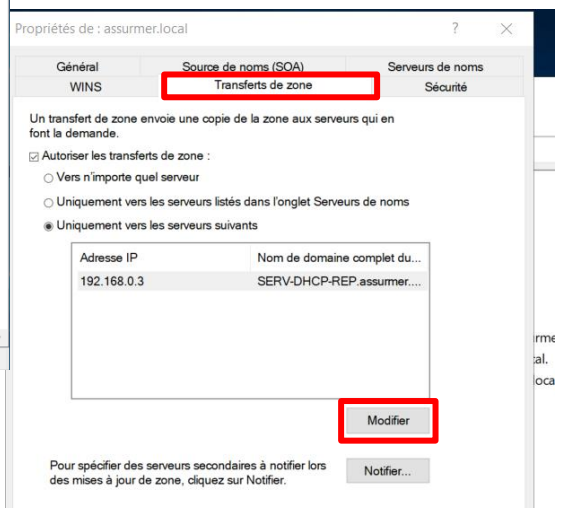 Propriétés de : assurmer.local ? ×
Général Source de noms (SOA) Serveurs de noms
WINS Transferts de zone Sécurité
Un transfert de zone envoie une copie de la zone aux serveurs qui en
font la demande.
Autoriser les transferts de zone :
Vers n'importe quel serveur
Uniquement vers les serveurs listés dans l'onglet Serveurs de noms
Uniquement vers les serveurs suivants
Adresse IP Nom de domaine complet du...
192.168.0.3 SERV-DHCP-REP.assurmer....
Modifier
Pour spécifier des serveurs secondaires à notifier lors
des mises à jour de zone, cliquez sur Notifier.
Notifier...
rme
al.
loca